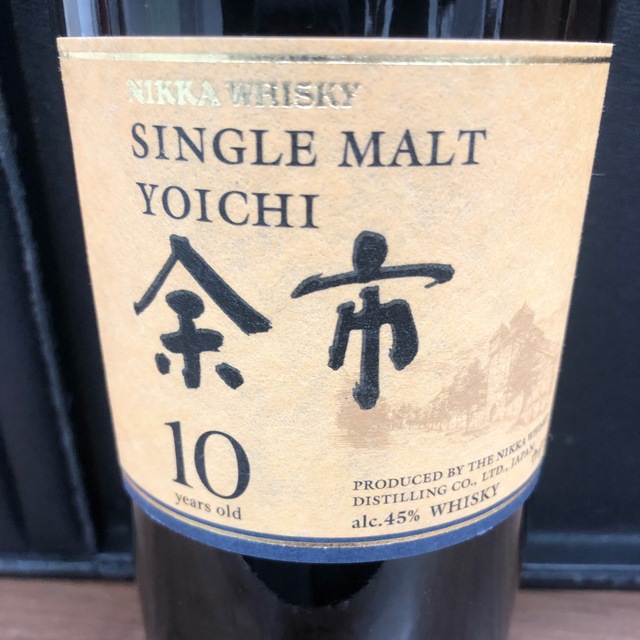 NIKKA WHISKY
SINGLE MALT
YOICHI
余市
10
years old
PRODUCED BY THE NIKKA WHISKY
DISTILLING CO., LTD., JAPAN
alc.45% WHISKY